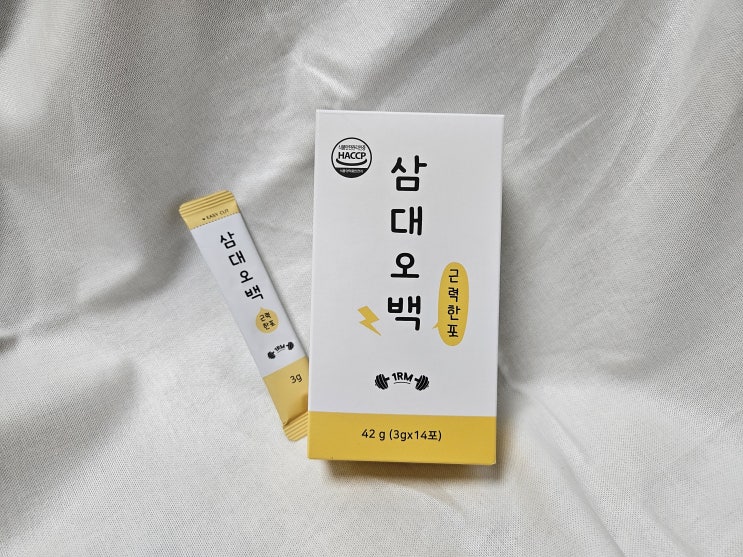 HACCP
삼대오백
근력한포
1RM
42 g (3gx14포)
EASY CUT
삼대오백
근력
한포
1RM
3g